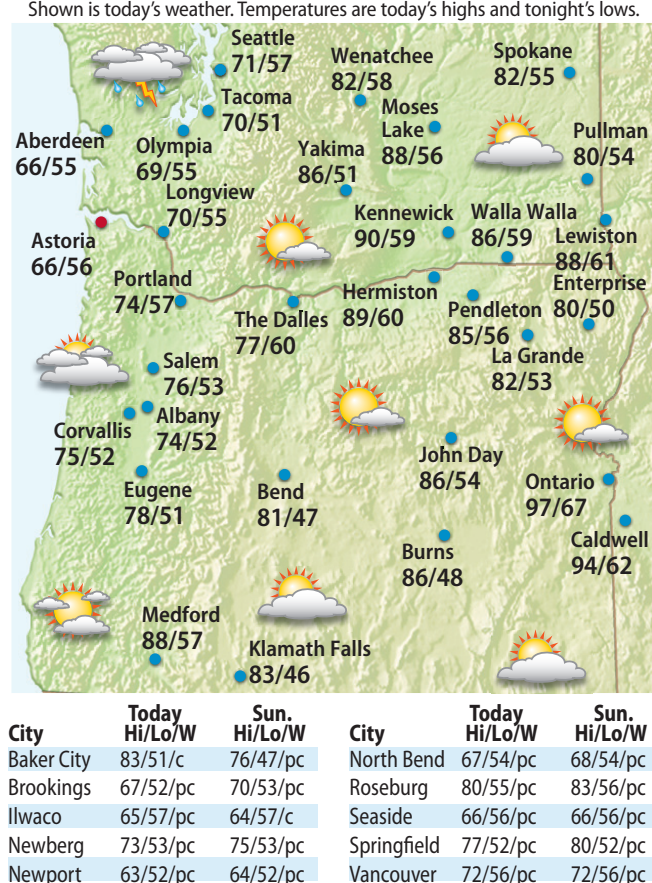 Shown is today’s weather. Temperatures are today’s highs and tonight’s lows.
Seattle
71/57
Wenatchee
82/58
Spokane
82/55
Tacoma
70/51
Moses
Lake
88/56
Aberdeen
66/55
Olympia
69/55
Yakima
86/51
Pullman
80/54
Longview
70/55
Kennewick
90/59
Walla Walla
86/59
Lewiston
88/61
Astoria
66/56
Portland
74/57
The Dalles
77/60
Hermiston
89/60
Pendleton
85/56
Enterprise
80/50
La Grande
82/53
Salem
76/53
Albany
74/52
Corvallis
75/52
Eugene
78/51
Bend
81/47
John Day
86/54
Ontario
97/67
Caldwell
94/62
Burns
86/48
Medford
88/57
Klamath Falls
83/46
Today Sun.
City Hi/Lo/W Hi/Lo/W
Baker City 83/51/c 76/47/pc
Brookings 67/52/pc 70/53/pc
Ilwaco 65/57/pc 64/57/c
Newberg 73/53/pc 75/53/pc
Newport 63/52/pc 64/52/pc
Today Sun.
City Hi/Lo/W Hi/Lo/W
North Bend 67/54/pc 68/54/pc
Roseburg 80/55/pc 83/56/pc
Seaside 66/56/pc 66/56/pc
Springfield 77/52/pc 80/52/pc
Vancouver 72/56/pc 72/56/pc